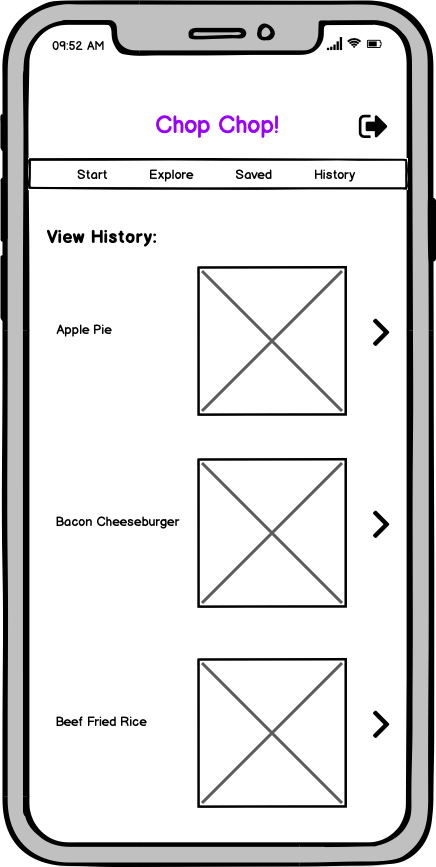 09:52 AM
Chop Chop!
Start Explore Saved History
View History:
Apple Pie
Bacon Cheeseburger
Beef Fried Rice